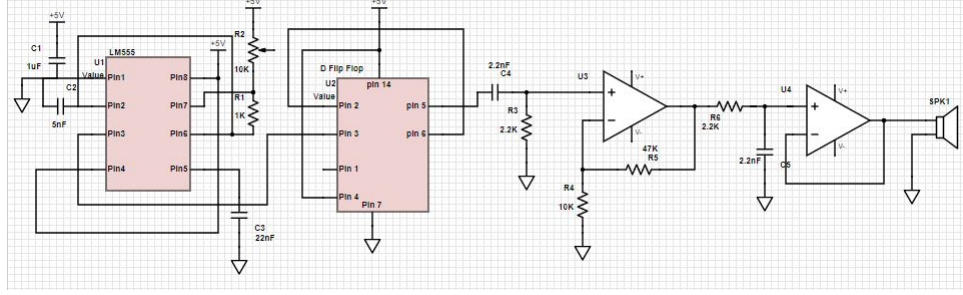 +5V
C1
1uF
U1
LM555
Value
Pin1
Pin2
Pin3
Pin4
Pin8
Pin7
Pin6
Pin5
C2
5nF
+5V
+5V
R2
10K
R1
1K
C3
22nF
+5V
D Flip Flop
U2
Value
pin 14
Pin 2
Pin 3
Pin 1
Pin 4
Pin 7
pin 5
pin 6
2.2nF
C4
R3
2.2K
U3
V+
V-
47K
R5
R4
10K
R6
2.2K
2.2nF
C5
U4
V+
V-
SPK1